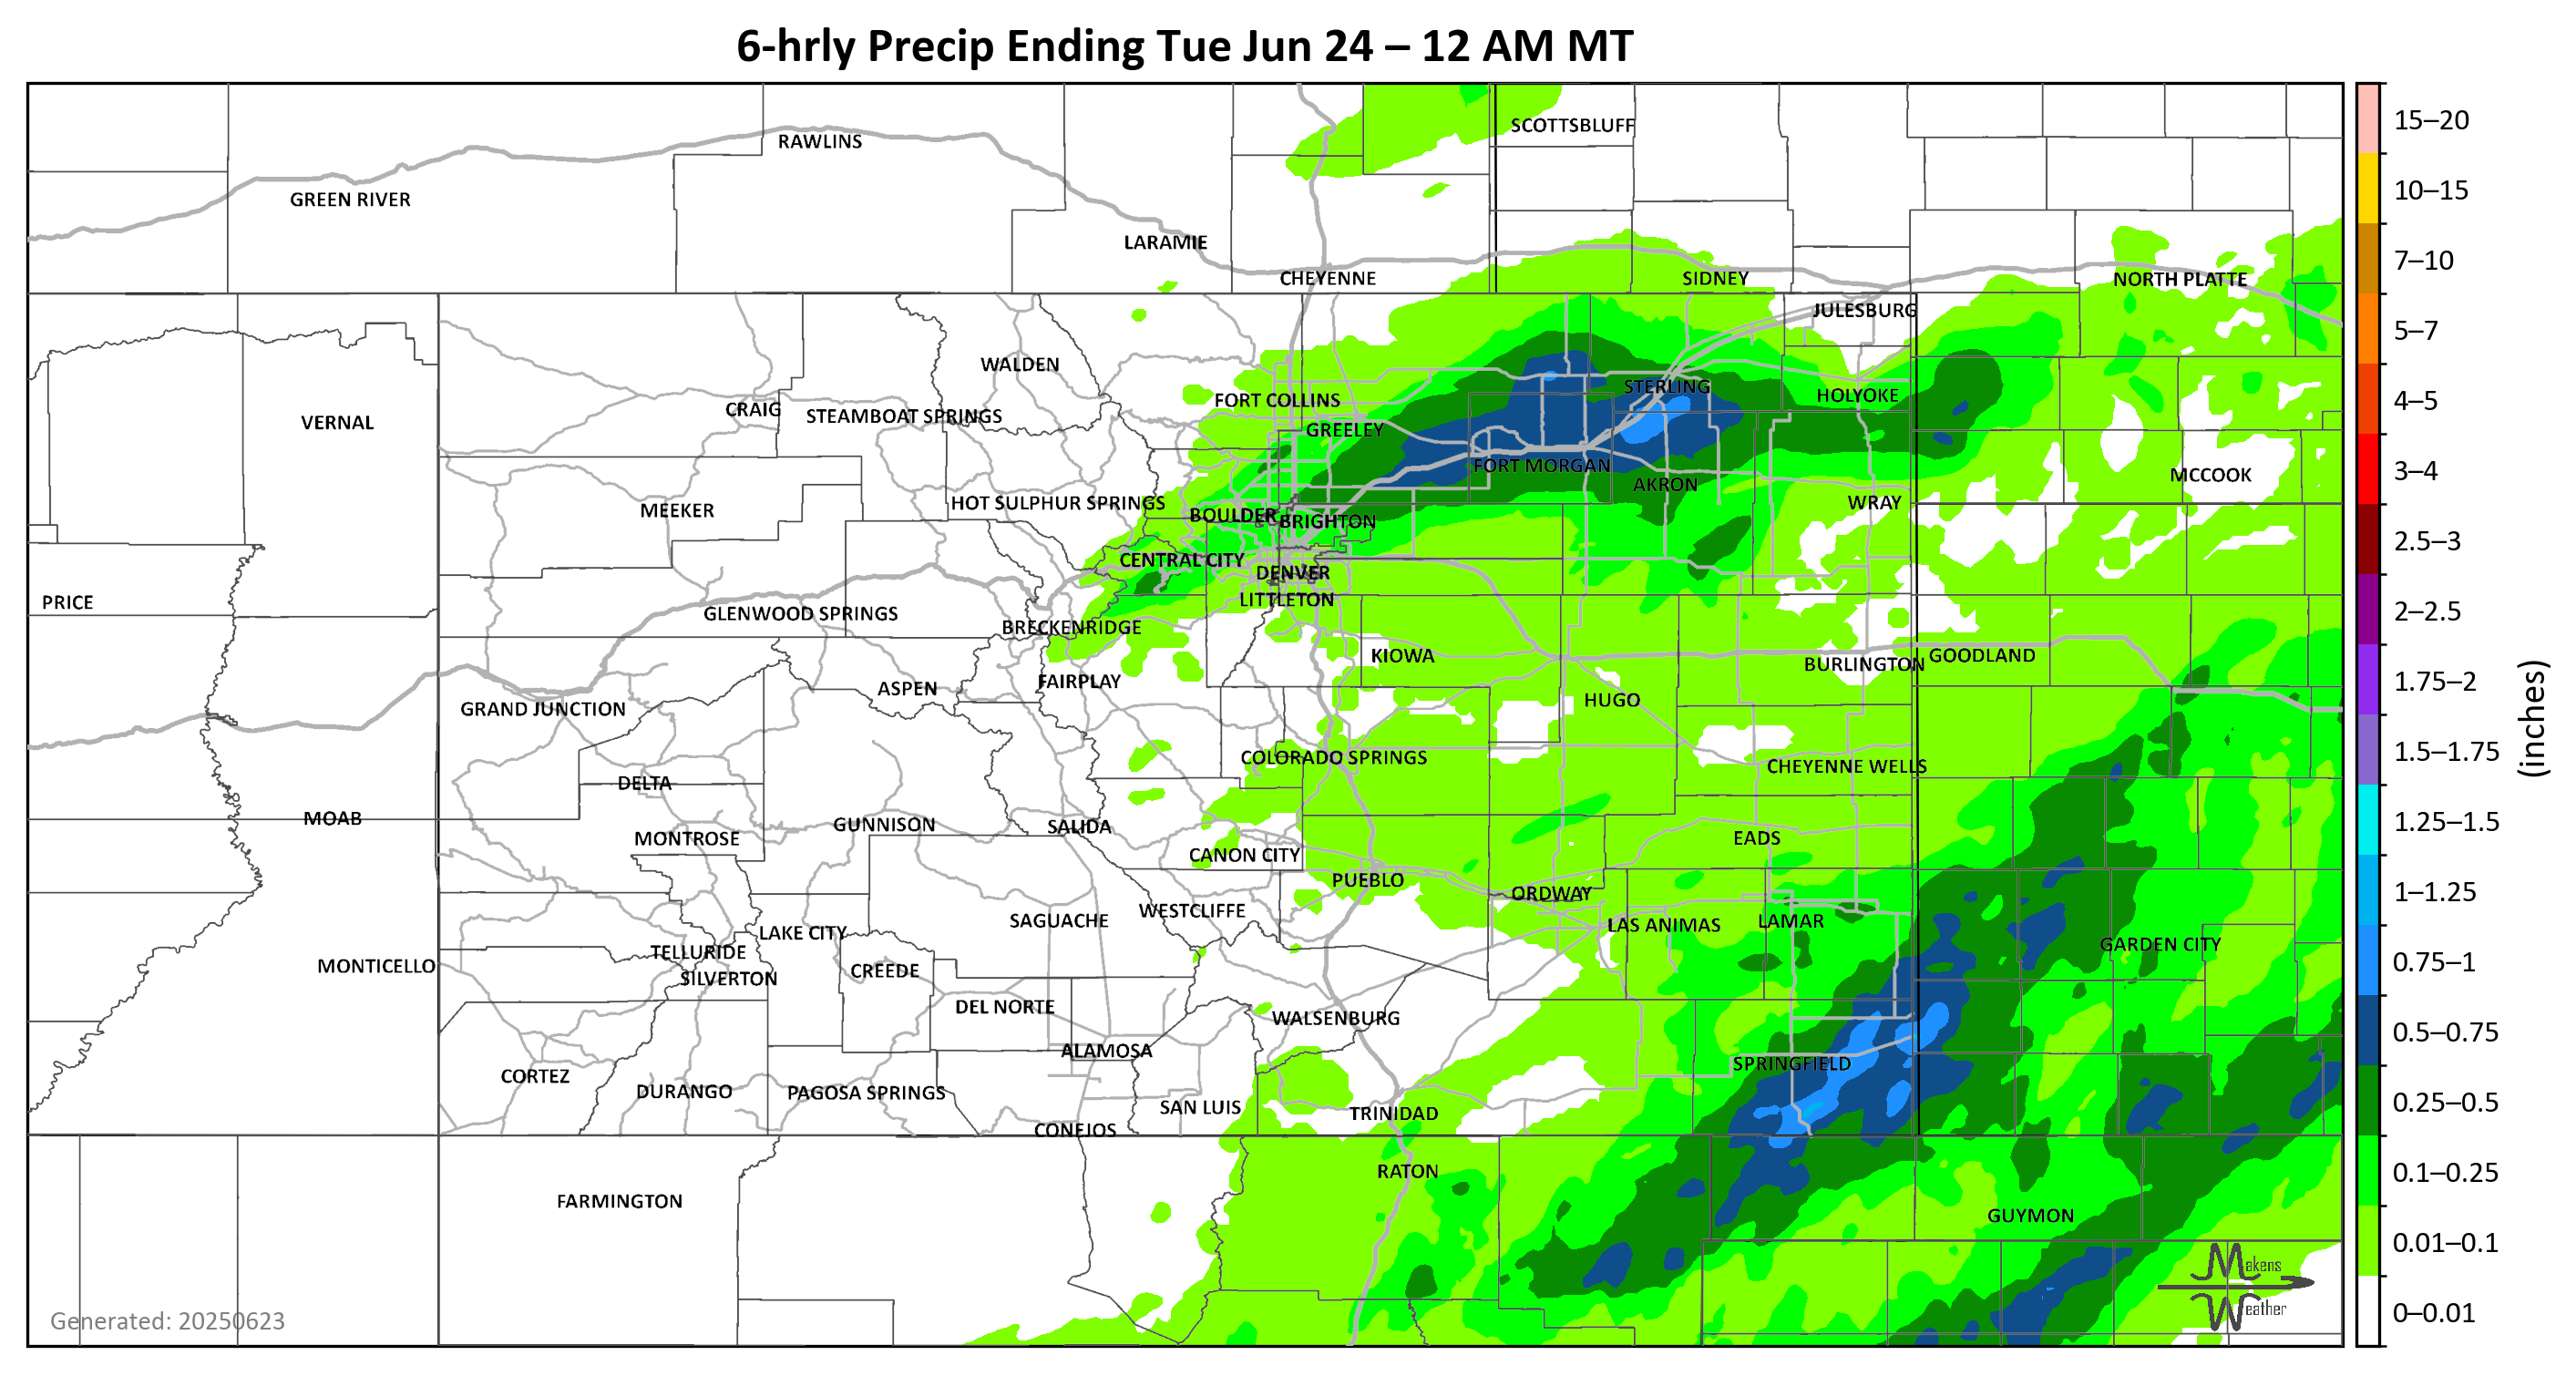 6-hrly Precip Ending Tue Jun 24 – 12 AM MT
SCOTTSBLUFF
RAWLINS
GREEN RIVER
LARAMIE
CHEYENNE
SIDNEY
NORTH PLATTE
JULESBURG
WALDEN
STERLING
HOLYOKE
FORT COLLINS
CRAIG
STEAMBOAT SPRINGS
VERNAL
GREELEY
FORT MORGAN
MCCOOK
AKRON
HOT SULPHUR SPRINGS
WRAY
MEEKER
BOULDER
BRIGHTON
CENTRAL CITY
DENVER
LITTLETON
PRICE
GLENWOOD SPRINGS
BRECKENRIDGE
KIOWA
GOODLAND
BURLINGTON
FAIRPLAY
ASPEN
HUGO
GRAND JUNCTION
COLORADO SPRINGS
CHEYENNE WELLS
DELTA
MOAB
GUNNISON
SALIDA
MONTROSE
EADS
CANON CITY
PUEBLO
ORDWAY
WESTCLIFFE
SAGUACHE
LAS ANIMAS
LAMAR
LAKE CITY
GARDEN CITY
TELLURIDE
MONTICELLO
CREEDE
SILVERTON
DEL NORTE
WALSENBURG
ALAMOSA
SPRINGFIELD
CORTEZ
DURANGO
PAGOSA SPRINGS
SAN LUIS
TRINIDAD
CONEJOS
RATON
FARMINGTON
GUYMON
Makens
Weather
Generated: 20250623
15–20
10–15
7–10
5–7
4–5
3–4
2.5–3
2–2.5
1.75–2
1.5–1.75
1.25–1.5
1–1.25
0.75–1
0.5–0.75
0.25–0.5
0.1–0.25
0.01–0.1
0–0.01
(inches)